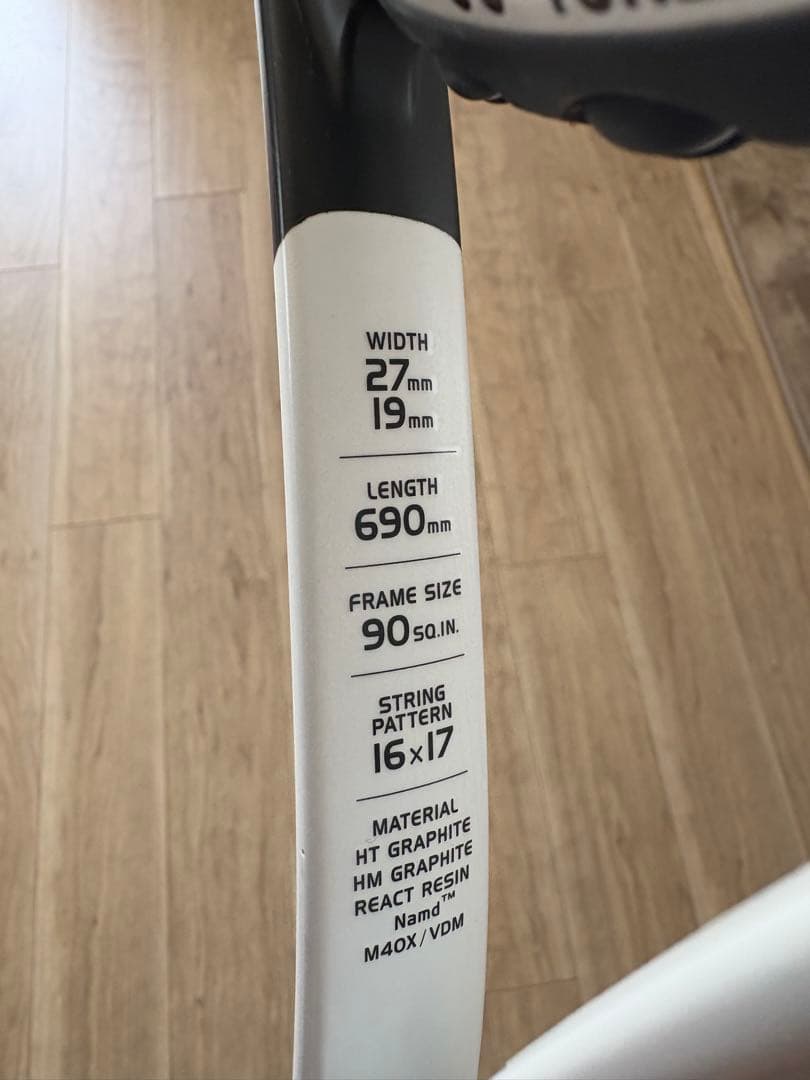 WIDTH
27mm
19mm
LENGTH
690mm
FRAME SIZE
90SQ.IN.
STRING
PATTERN
16x17
MATERIAL
HT GRAPHITE
HM GRAPHITE
REACT RESIN
Namd™
M40X/VDM